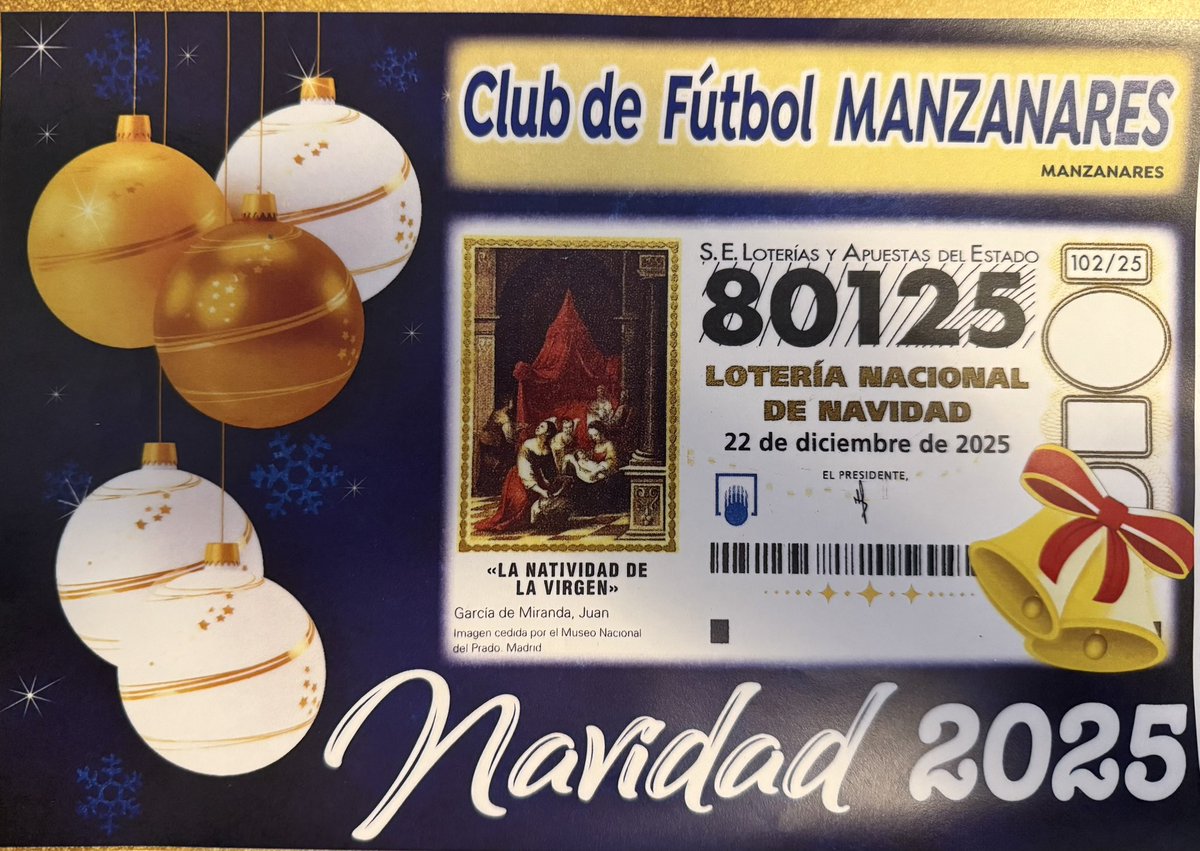 Club de Fútbol MANZANARES
MANZANARES
S.E. LOTERÍAS Y APUESTAS DEL ESTADO
102/25
80125
LOTERÍA NACIONAL
DE NAVIDAD
22 de diciembre de 2025
EL PRESIDENTE,
«LA NATIVIDAD DE
LA VIRGEN»
García de Miranda, Juan
Imagen cedida por el Museo Nacional
del Prado. Madrid
Navidad 2025